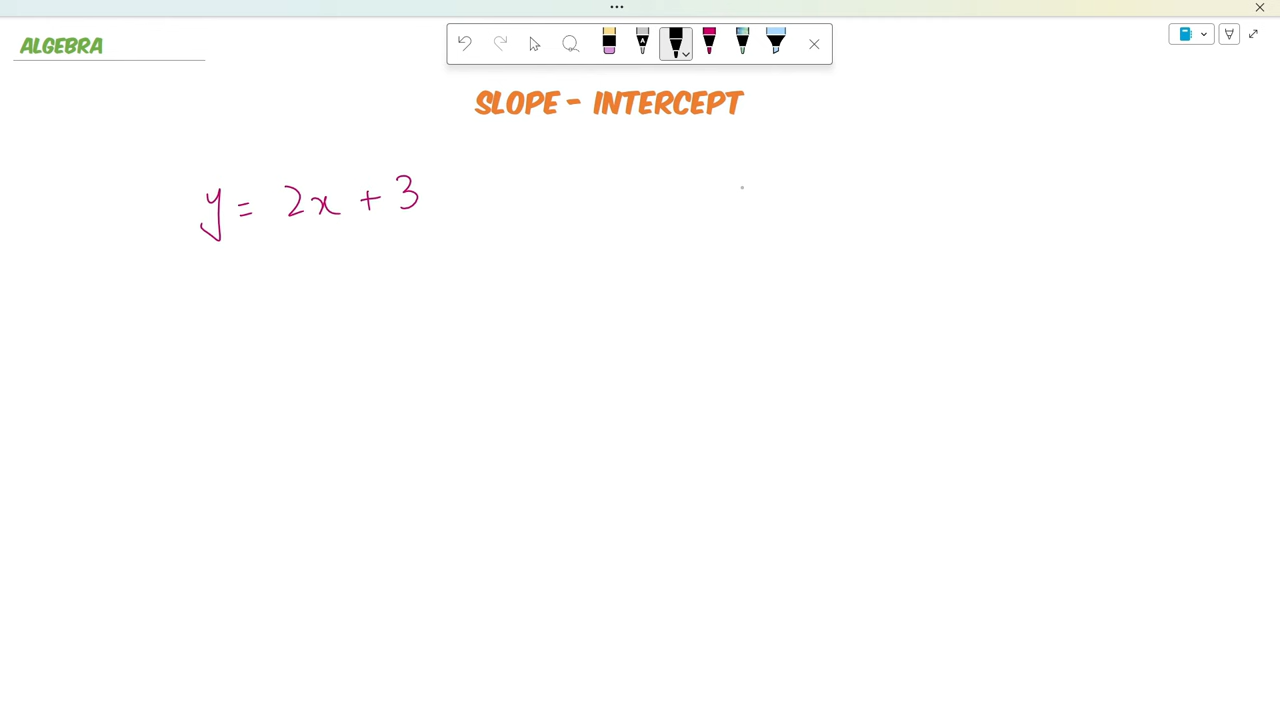 ALGEBRA
SLOPE - INTERCEPT
y = 2x + 3